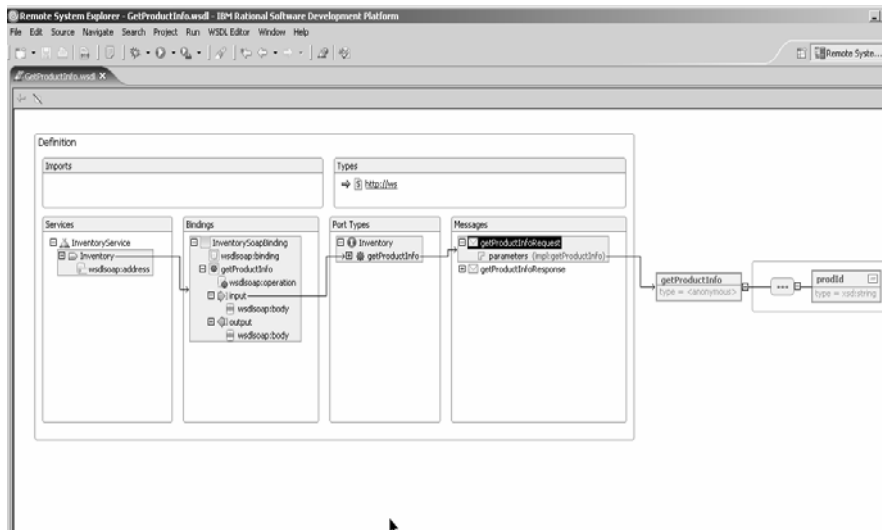 Remote System Explorer - GetProductInfo.wsdl - IBM Rational Software Development Platform
File Edit Source Navigate Search Project Run WSDL Editor Window Help
Remote Syste...
GetProductInfo.wsdl
Definition
Imports
Types
http://ws
Services
InventoryService
Inventory
wsdlsoap:address
Bindings
InventorySoapBinding
wsdlsoap:binding
getProductInfo
wsdlsoap:operation
input
wsdlsoap:body
output
wsdlsoap:body
Port Types
Inventory
getProductInfo
Messages
getProductInfoRequest
parameters (impl:getProductInfo)
getProductInfoResponse
getProductInfo
type = <anonymous>
prodId
type = xsd:string